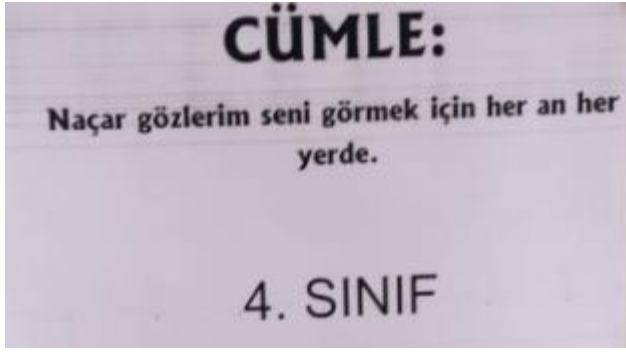 CÜMLE:
Naçar gözlerim seni görmek için her an her
yerde.
4. SINIF